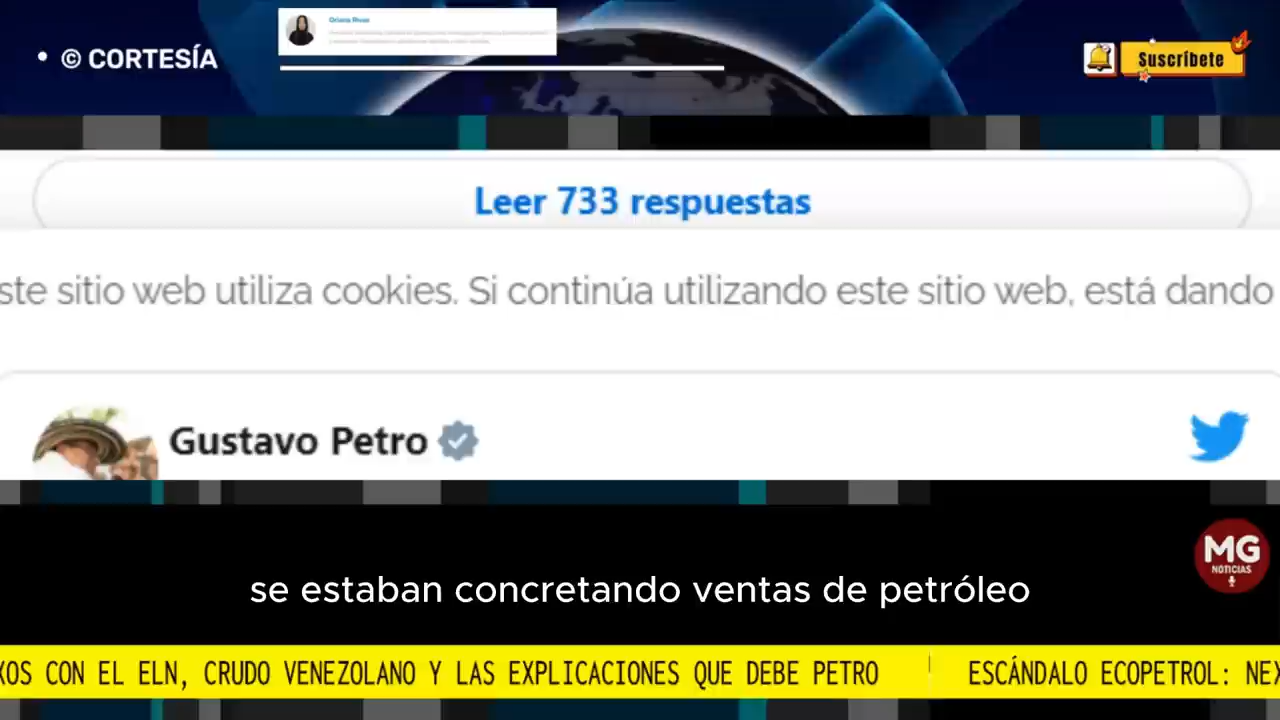 Oriana Rivas
• © CORTESÍA
Suscríbete
Leer 733 respuestas
ste sitio web utiliza cookies. Si continúa utilizando este sitio web, está dando
Gustavo Petro
MG
NOTICIAS
se estaban concretando ventas de petróleo
XOS CON EL ELN, CRUDO VENEZOLANO Y LAS EXPLICACIONES QUE DEBE PETRO
ESCÁNDALO ECOPETROL: NEX